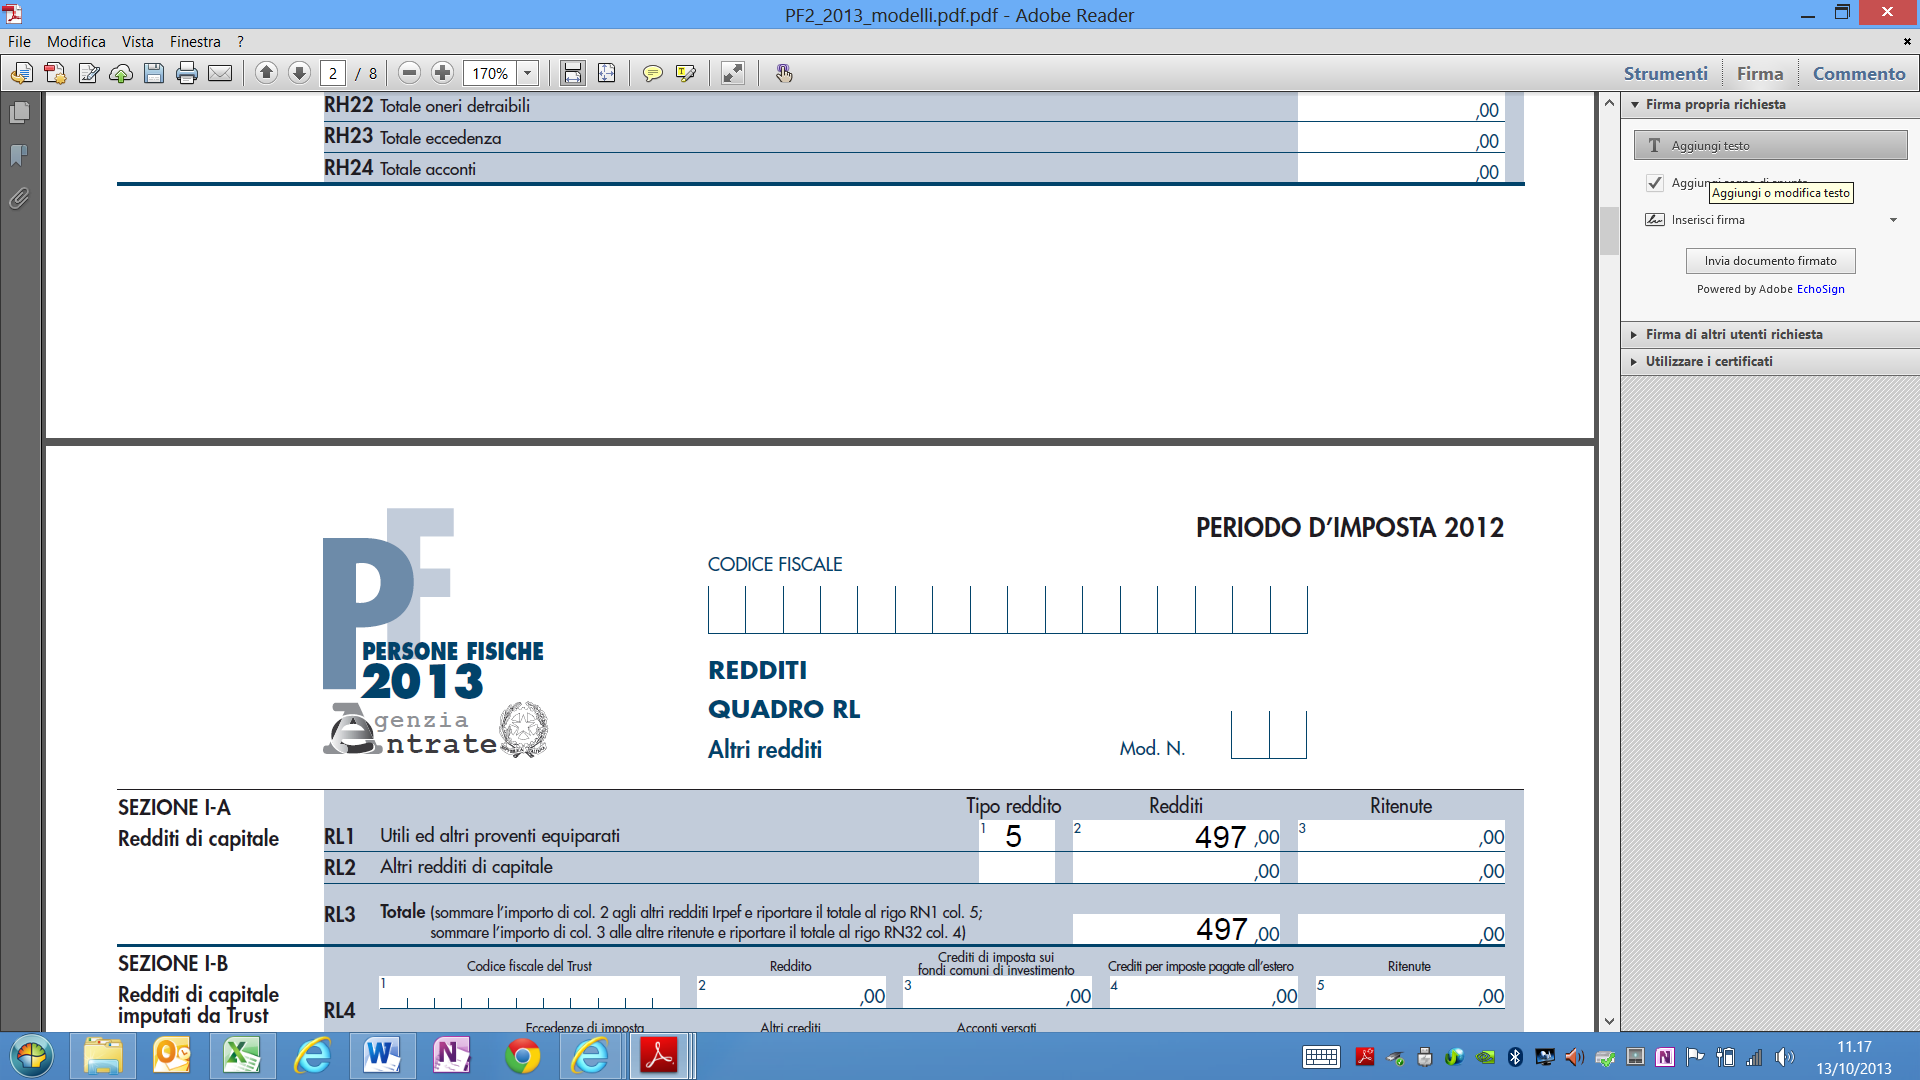 PF2_2013_modelli.pdf.pdf - Adobe Reader
File Modifica Vista Finestra ?
2 / 8 170% Strumenti Firma Commento
RH22 Totale oneri detraibili ,00
RH23 Totale eccedenza ,00
RH24 Totale acconti ,00
Firma propria richiesta
T Aggiungi testo
Aggiungi
Aggiungi o modifica testo
Inserisci firma
Invia documento firmato
Powered by Adobe EchoSign
Firma di altri utenti richiesta
Utilizzare i certificati
PERIODO D'IMPOSTA 2012
CODICE FISCALE
PF
PERSONE FISICHE
2013
agenzia
entrate
REDDITI
QUADRO RL
Altri redditi
Mod. N.
SEZIONE I-A
Redditi di capitale
Tipo reddito Redditi Ritenute
RL1 Utili ed altri proventi equiparati 1 5 2 497 ,00 3 ,00
RL2 Altri redditi di capitale ,00 ,00
RL3 Totale (sommare l'importo di col. 2 agli altri redditi Irpef e riportare il totale al rigo RN1 col. 5;
sommare l'importo di col. 3 alle altre ritenute e riportare il totale al rigo RN32 col. 4) 497 ,00 ,00
SEZIONE I-B
Redditi di capitale
imputati da Trust
Codice fiscale del Trust Reddito Crediti di imposta sui
fondi comuni di investimento Crediti per imposte pagate all'estero Ritenute
RL4 1 2 ,00 3 ,00 4 ,00 5 ,00
Eccedenze di imposta Altri crediti Acconti versati
11.17
13/10/2013